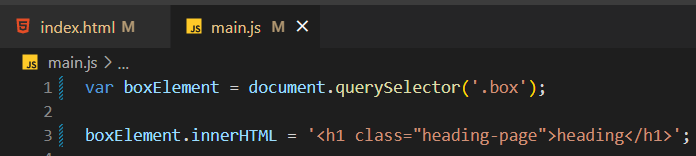 index.html M
main.js M ×
JS main.js > ...
1 var boxElement = document.querySelector('.box');
2
3 boxElement.innerHTML = '<h1 class="heading-page">heading</h1>';